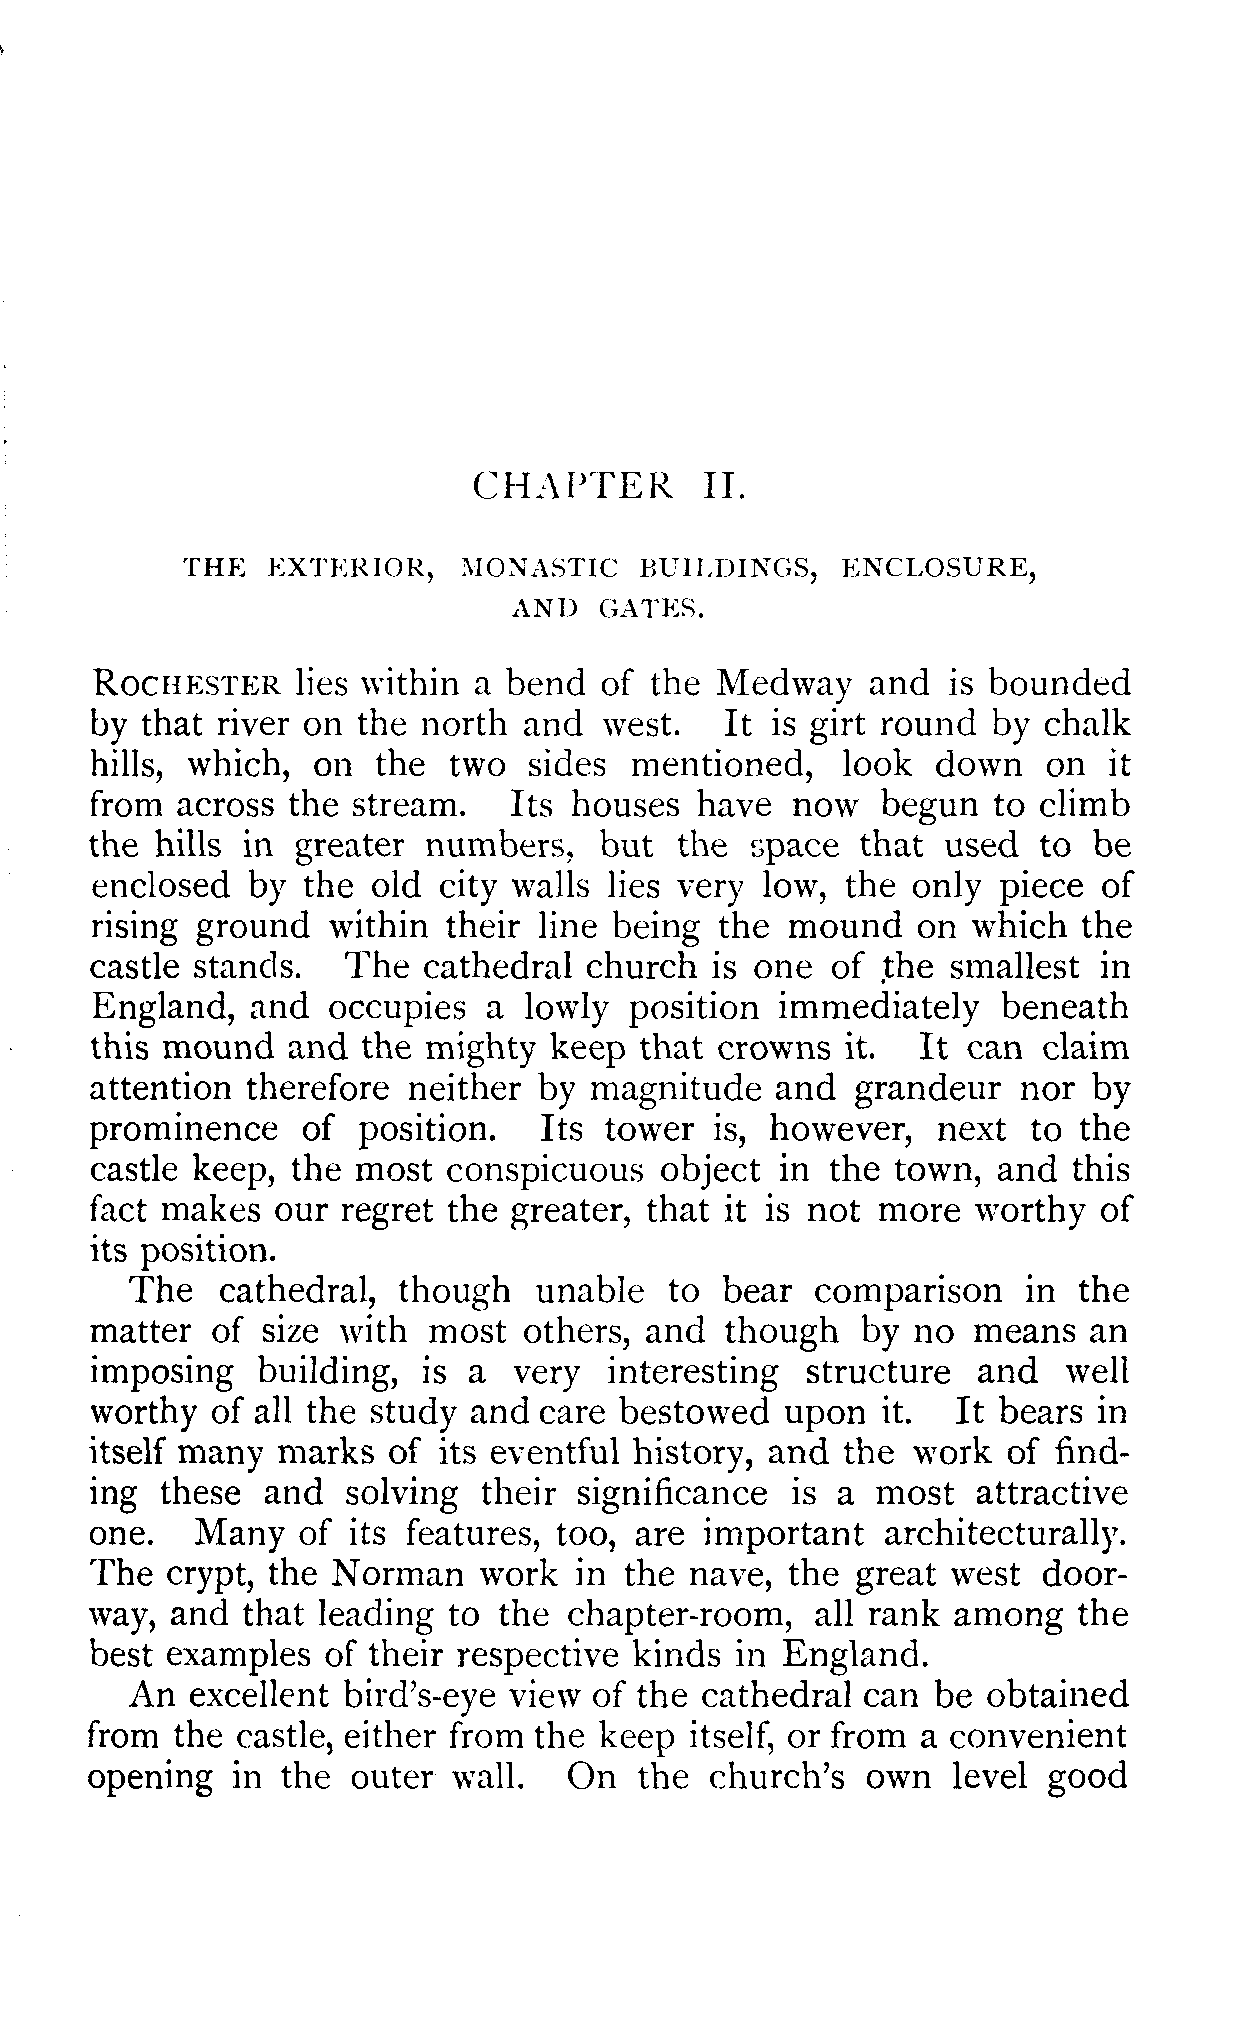 CHAPTER II.
THE EXTERIOR, MONASTIC BUILDINGS, ENCLOSURE,
AND GATES.
ROCHESTER lies within a bend of the Medway and is bounded
by that river on the north and west. It is girt round by chalk
hills, which, on the two sides mentioned, look down on it
from across the stream. Its houses have now begun to climb
the hills in greater numbers, but the space that used to be
enclosed by the old city walls lies very low, the only piece of
rising ground within their line being the mound on which the
castle stands. The cathedral church is one of the smallest in
England, and occupies a lowly position immediately beneath
this mound and the mighty keep that crowns it. It can claim
attention therefore neither by magnitude and grandeur nor by
prominence of position. Its tower is, however, next to the
castle keep, the most conspicuous object in the town, and this
fact makes our regret the greater, that it is not more worthy of
its position.
The cathedral, though unable to bear comparison in the
matter of size with most others, and though by no means an
imposing building, is a very interesting structure and well
worthy of all the study and care bestowed upon it. It bears in
itself many marks of its eventful history, and the work of find-
ing these and solving their significance is a most attractive
one. Many of its features, too, are important architecturally.
The crypt, the Norman work in the nave, the great west door-
way, and that leading to the chapter-room, all rank among the
best examples of their respective kinds in England.
An excellent bird's-eye view of the cathedral can be obtained
from the castle, either from the keep itself, or from a convenient
opening in the outer wall. On the church's own level good